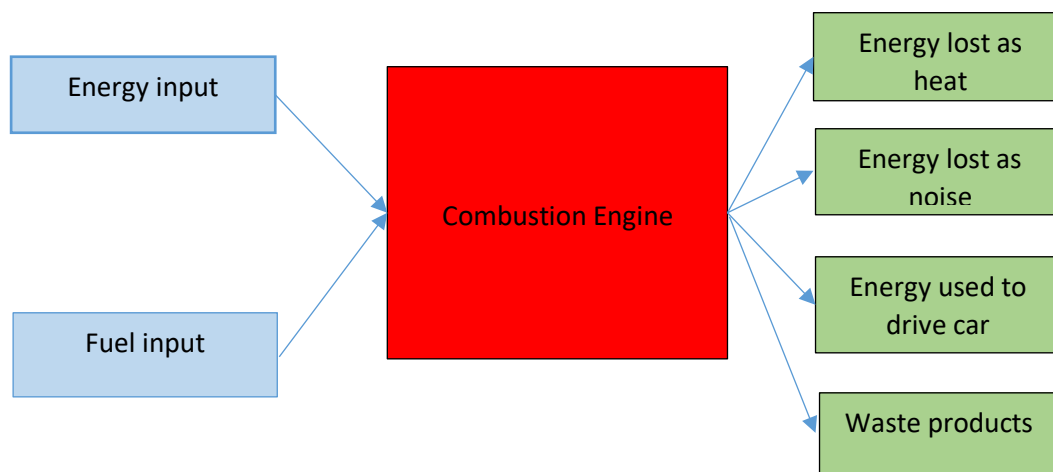 Energy input
Fuel input
Combustion Engine
Energy lost as
heat
Energy lost as
noise
Energy used to
drive car
Waste products